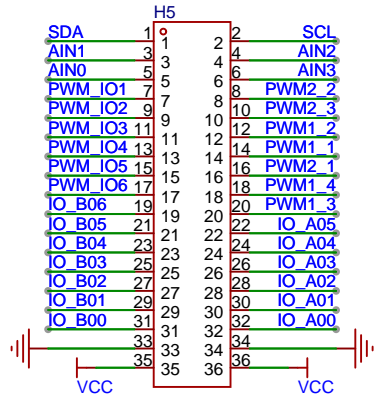 H5
SDA 1 1 2 2 SCL
AIN1 3 3 4 4 AIN2
AIN0 5 5 6 6 AIN3
PWM_IO1 7 7 8 8 PWM2_2
PWM_IO2 9 9 10 10 PWM2_3
PWM_IO3 11 11 12 12 PWM1_2
PWM_IO4 13 13 14 14 PWM1_1
PWM_IO5 15 15 16 16 PWM2_1
PWM_IO6 17 17 18 18 PWM1_4
IO_B06 19 19 20 20 PWM1_3
IO_B05 21 21 22 22 IO_A05
IO_B04 23 23 24 24 IO_A04
IO_B03 25 25 26 26 IO_A03
IO_B02 27 27 28 28 IO_A02
IO_B01 29 29 30 30 IO_A01
IO_B00 31 31 32 32 IO_A00
33 33 34 34
35 35 36 36
VCC VCC